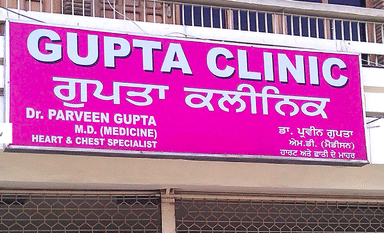 GUPTA CLINIC
ਗੁਪਤਾ ਕਲੀਨਿਕ
Dr. PARVEEN GUPTA
M.D. (MEDICINE)
HEART & CHEST SPECIALIST
ਡਾ. ਪ੍ਰਵੀਨ ਗੁਪਤਾ
ਐਮ.ਡੀ. (ਮੈਡੀਸਨ)
ਹਾਰਟ ਅਤੇ ਛਾਤੀ ਦੇ ਮਾਹਰ